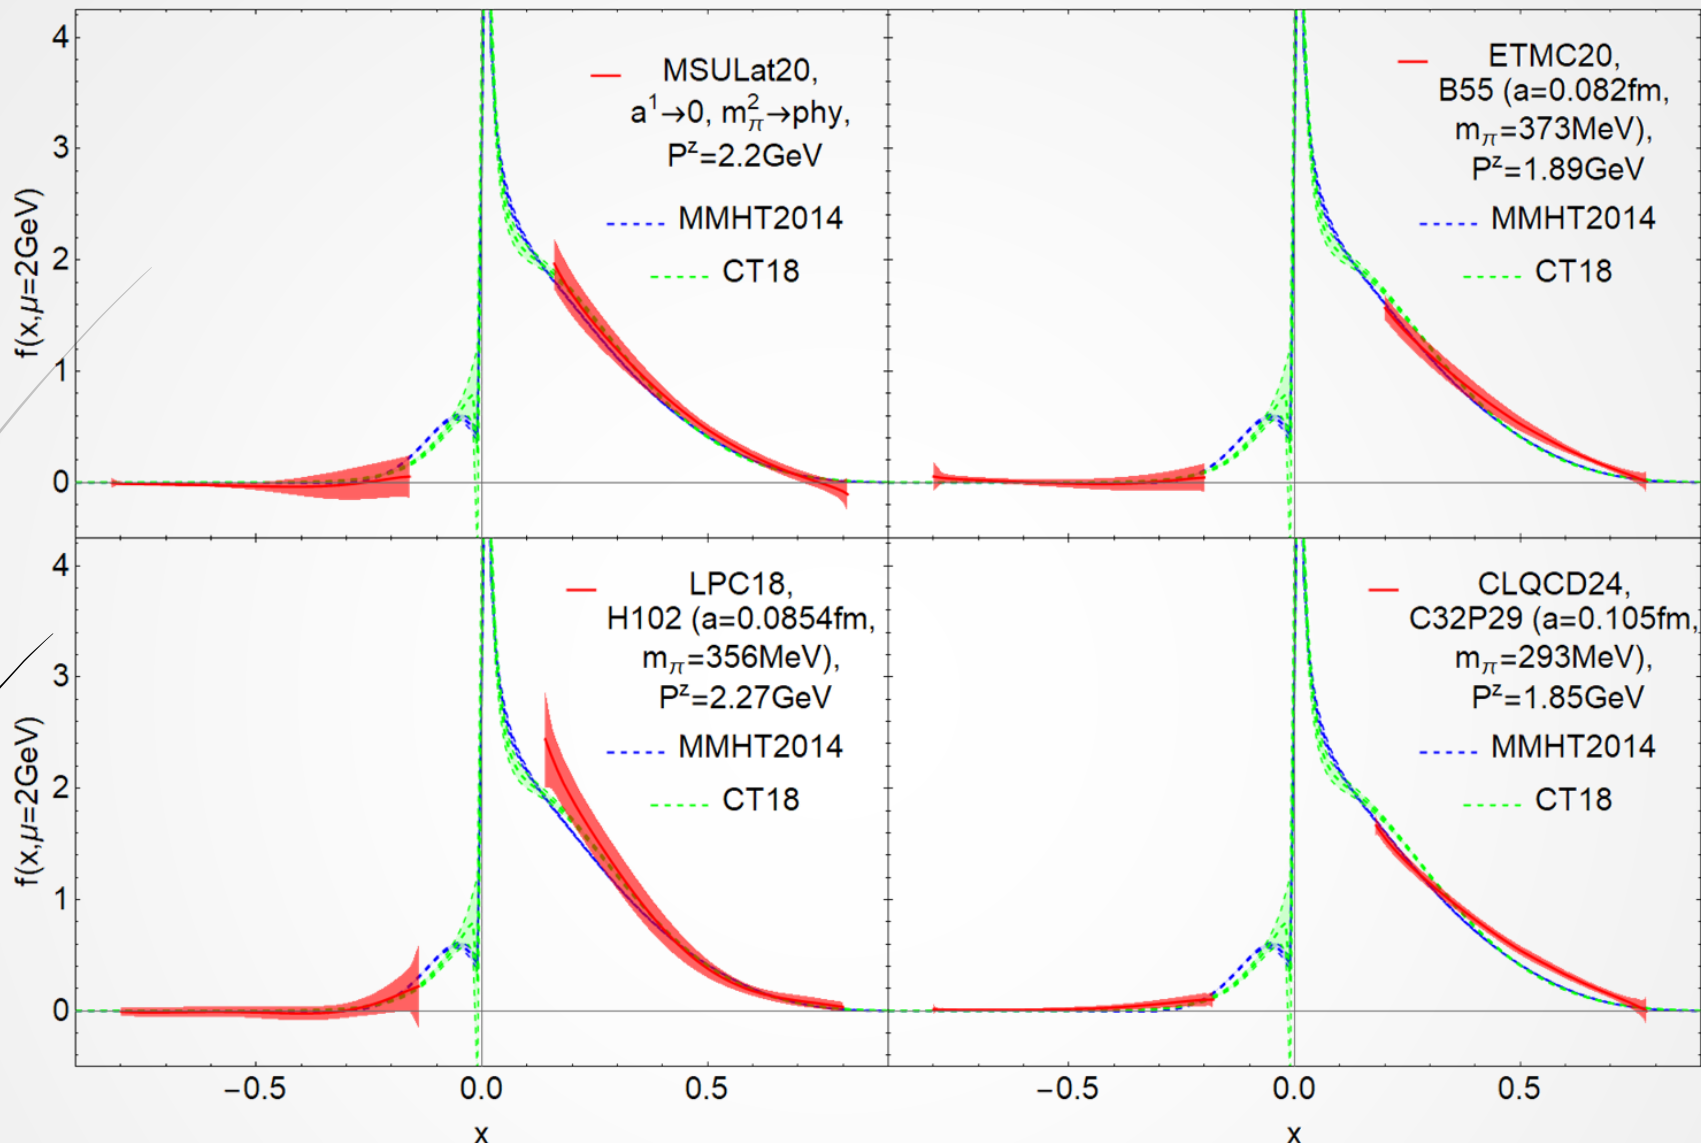 f(x,μ=2GeV)
4
3
2
1
0
MSULat20,
a¹→0, m²π→phy,
Pᶻ=2.2GeV
MMHT2014
CT18
ETMC20,
B55 (a=0.082fm,
mπ=373MeV),
Pᶻ=1.89GeV
MMHT2014
CT18
f(x,μ=2GeV)
4
3
2
1
0
LPC18,
H102 (a=0.0854fm,
mπ=356MeV),
Pᶻ=2.27GeV
MMHT2014
CT18
CLQCD24,
C32P29 (a=0.105fm,
mπ=293MeV),
Pᶻ=1.85GeV
MMHT2014
CT18
−0.5 0.0 0.5
−0.5 0.0 0.5
x
x